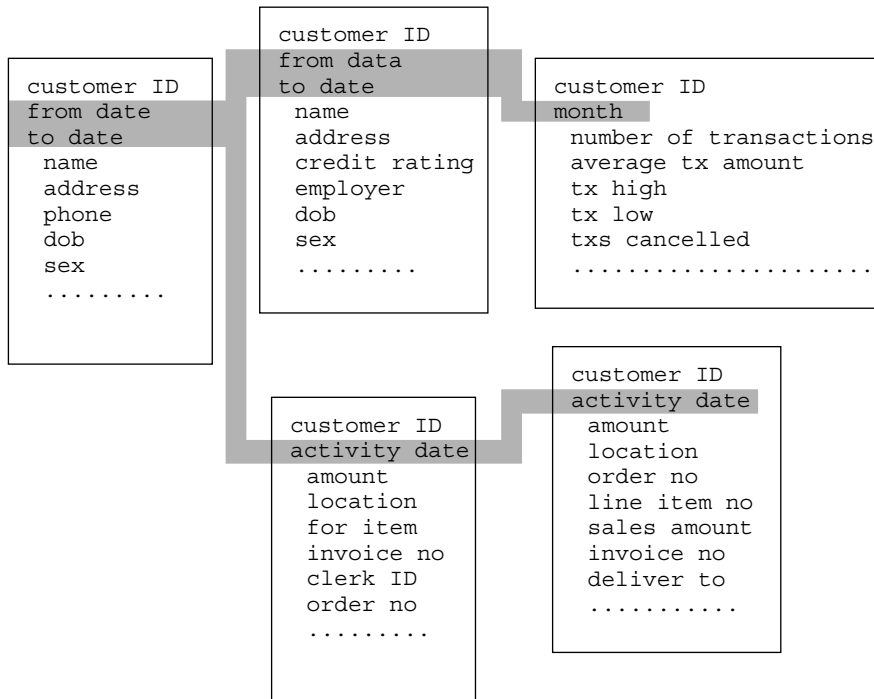 customer ID
from date
to date
name
address
phone
dob
sex
.........
customer ID
from data
to date
name
address
credit rating
employer
dob
sex
.........
customer ID
month
number of transactions
average tx amount
tx high
tx low
txs cancelled
.......................
customer ID
activity date
amount
location
for item
invoice no
clerk ID
order no
.........
customer ID
activity date
amount
location
order no
line item no
sales amount
invoice no
deliver to
...........